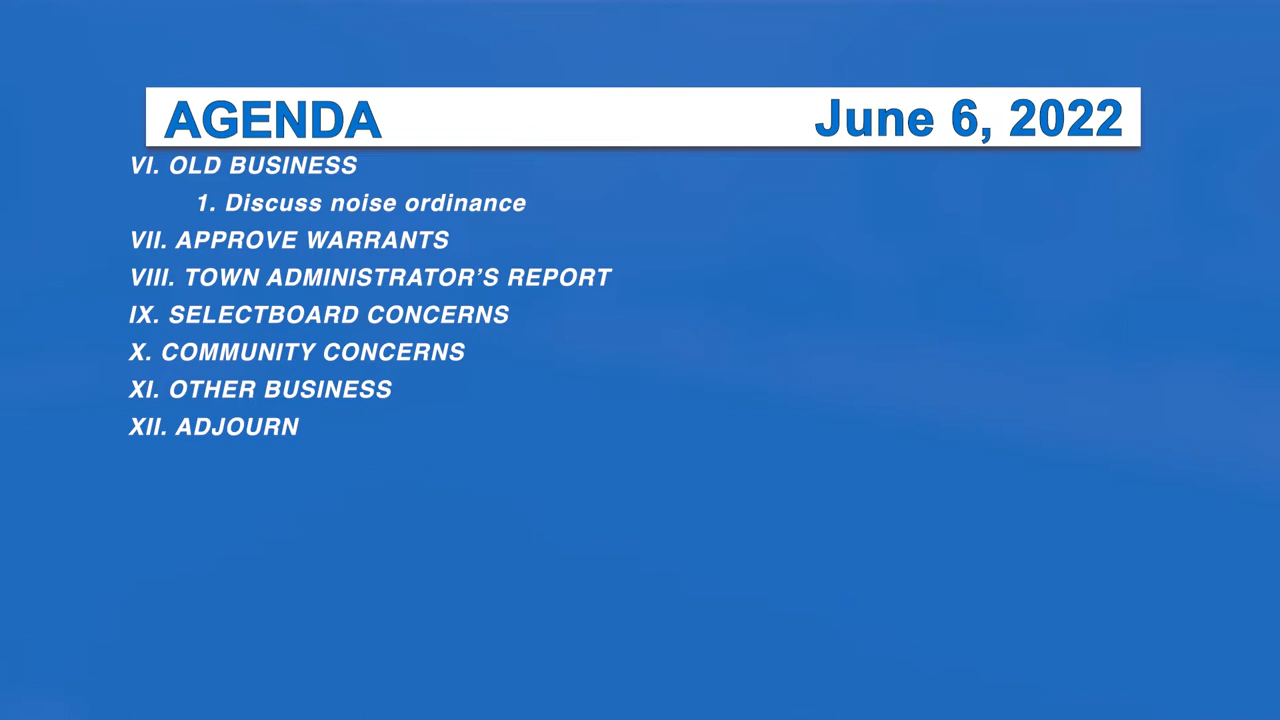 AGENDA June 6, 2022
VI. OLD BUSINESS
1. Discuss noise ordinance
VII. APPROVE WARRANTS
VIII. TOWN ADMINISTRATOR’S REPORT
IX. SELECTBOARD CONCERNS
X. COMMUNITY CONCERNS
XI. OTHER BUSINESS
XII. ADJOURN